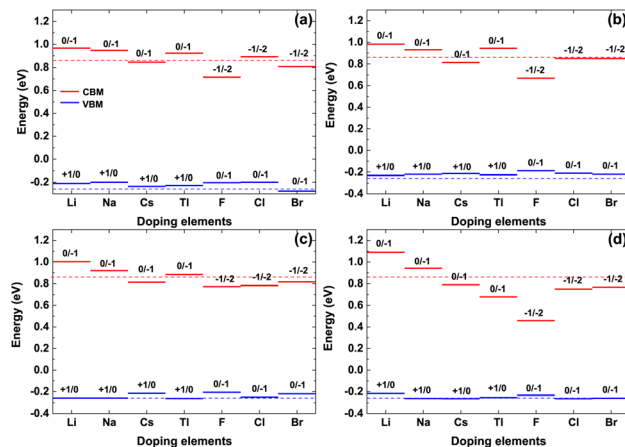 (a)
1.2
1.0
0.8
0.6
0.4
0.2
0.0
-0.2
Energy (eV)
0/-1 0/-1 0/-1 0/-1 -1/-2 -1/-2 -1/-2
CBM
VBM
+1/0 +1/0 +1/0 +1/0 0/-1 0/-1 0/-1
Li Na Cs Tl F Cl Br
Doping elements
(b)
1.2
1.0
0.8
0.6
0.4
0.2
0.0
-0.2
-0.4
Energy (eV)
0/-1 0/-1 0/-1 0/-1 -1/-2 -1/-2 -1/-2
+1/0 +1/0 +1/0 +1/0 0/-1 0/-1 0/-1
Li Na Cs Tl F Cl Br
Doping elements
(c)
1.2
1.0
0.8
0.6
0.4
0.2
0.0
-0.2
-0.4
Energy (eV)
0/-1 0/-1 0/-1 0/-1 -1/-2 -1/-2 -1/-2
+1/0 +1/0 +1/0 +1/0 0/-1 0/-1 0/-1
Li Na Cs Tl F Cl Br
Doping elements
(d)
1.2
1.0
0.8
0.6
0.4
0.2
0.0
-0.2
-0.4
Energy (eV)
0/-1 0/-1 0/-1 0/-1 -1/-2 -1/-2 -1/-2
+1/0 +1/0 +1/0 +1/0 0/-1 0/-1 0/-1
Li Na Cs Tl F Cl Br
Doping elements